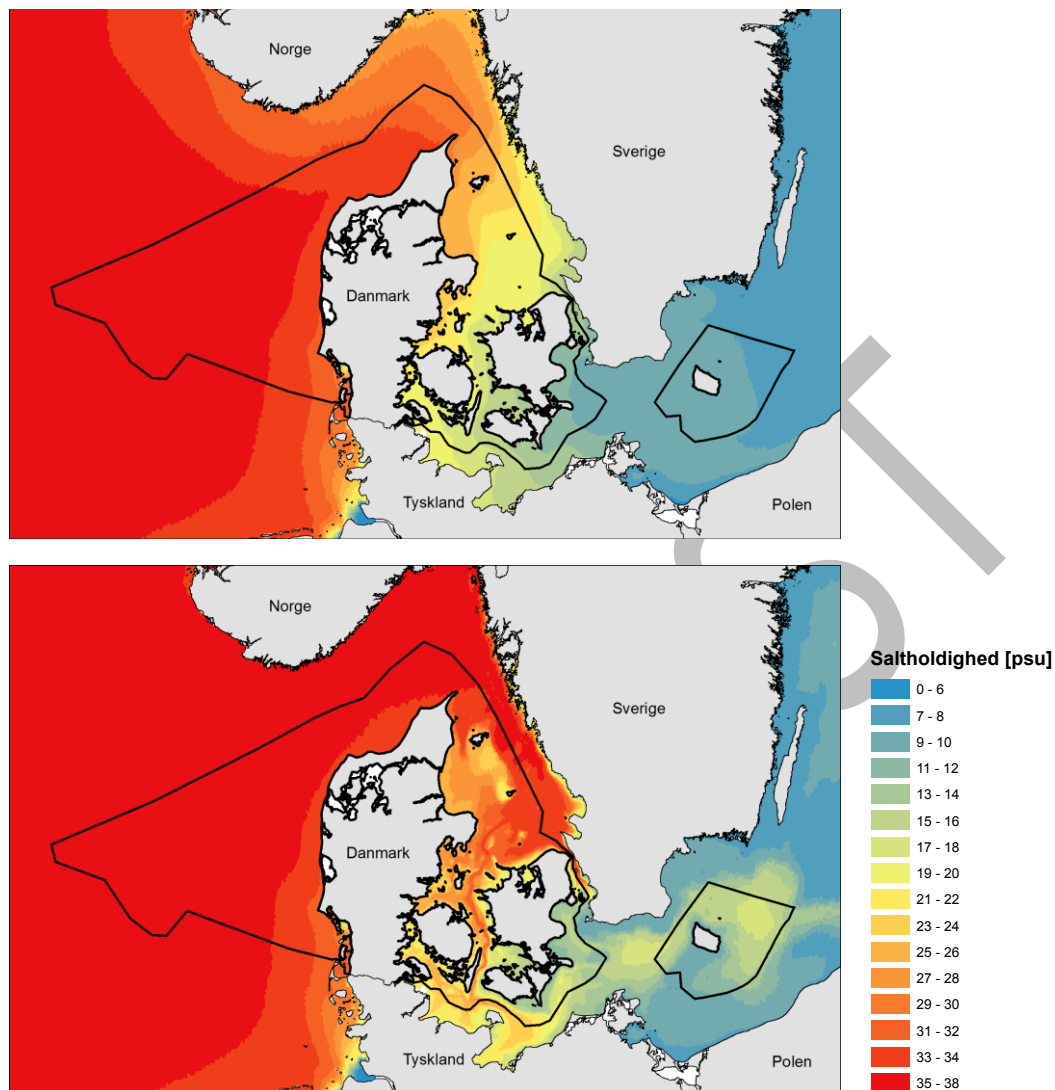 Norge
Sverige
Danmark
Tyskland
Polen
Norge
Sverige
Danmark
Tyskland
Polen
Saltholdighed [psu]
0 - 6
7 - 8
9 - 10
11 - 12
13 - 14
15 - 16
17 - 18
19 - 20
21 - 22
23 - 24
25 - 26
27 - 28
29 - 30
31 - 32
33 - 34
35 - 38